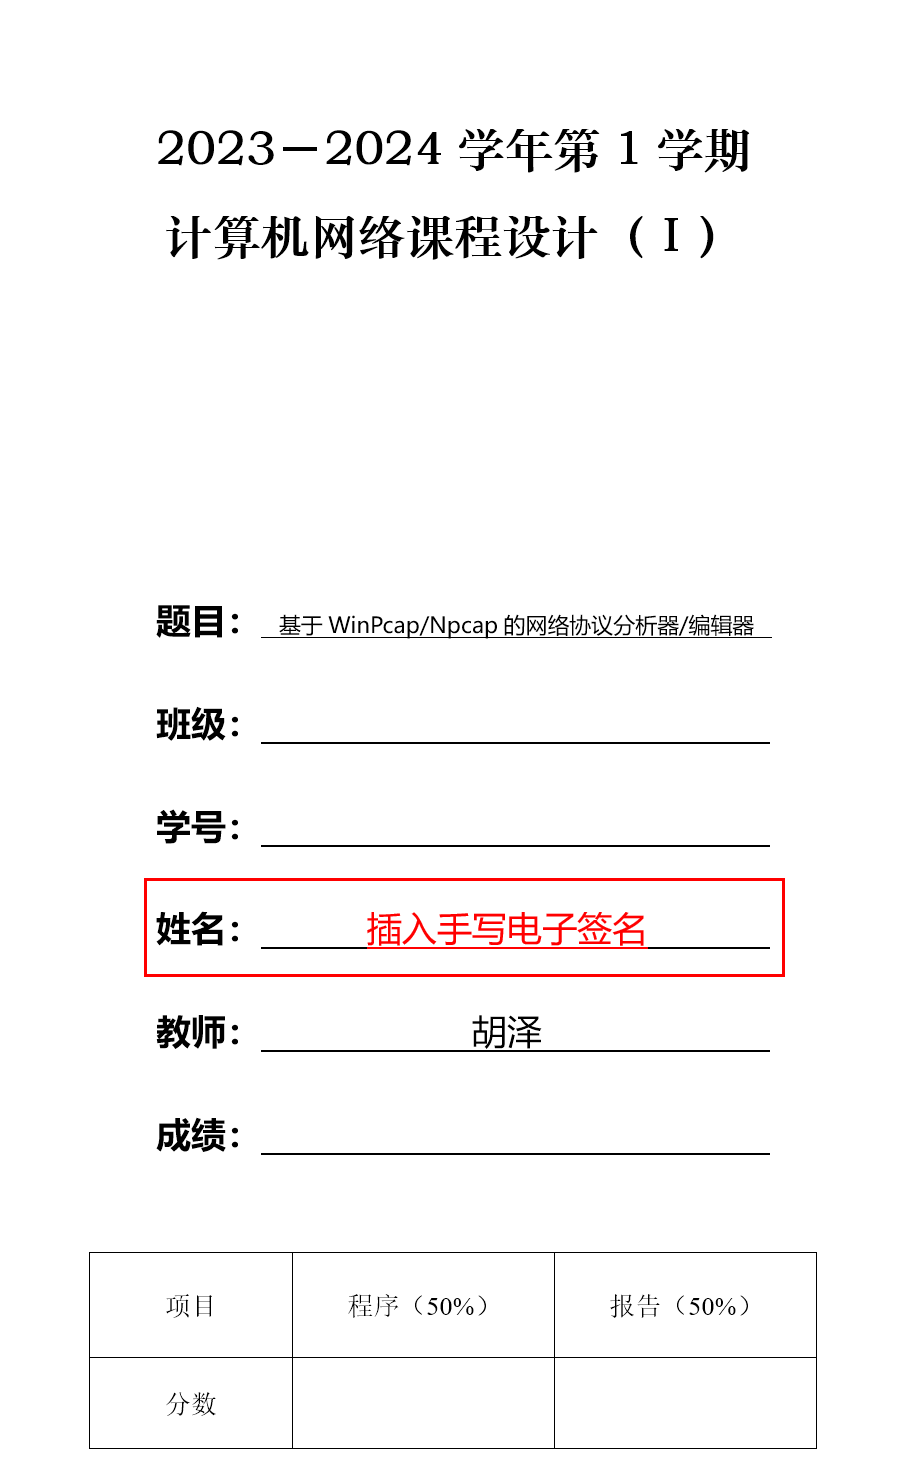 2023－2024 学年第 1 学期
计算机网络课程设计（I）
题目： 基于 WinPcap/Npcap 的网络协议分析器/编辑器
班级：
学号：
姓名： 插入手写电子签名
教师： 胡泽
成绩：
项目 程序（50%） 报告（50%）
分数